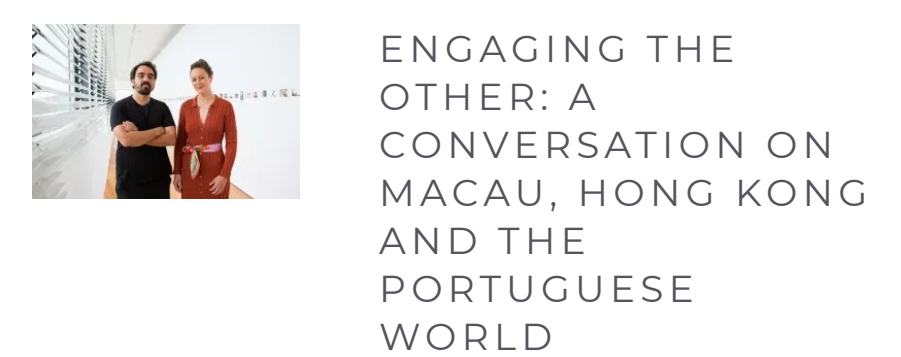 ENGAGING THE
OTHER: A
CONVERSATION ON
MACAU, HONG KONG
AND THE
PORTUGUESE
WORLD